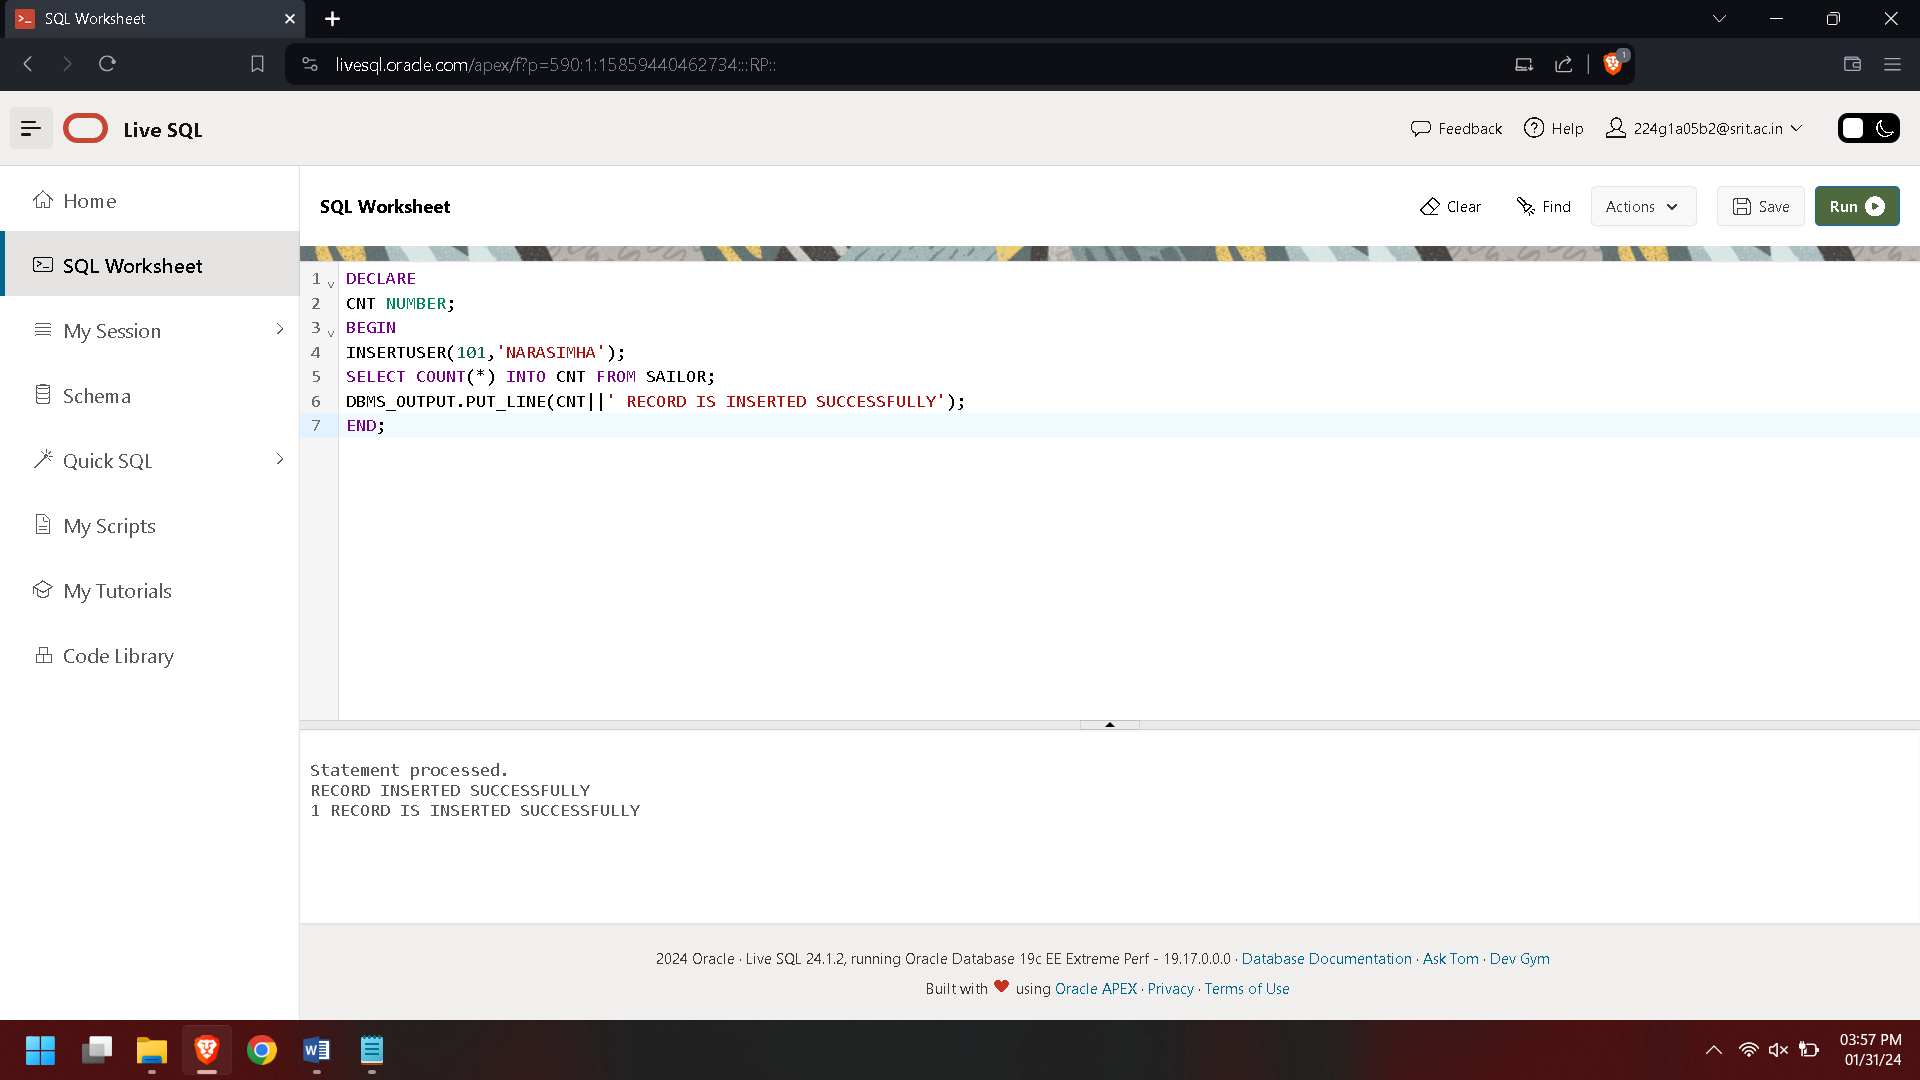 SQL Worksheet
livesql.oracle.com/apex/f?p=590:1:15859440462734:::RP::
1
Live SQL
Feedback
Help
224g1a05b2@srit.ac.in
Home
SQL Worksheet
My Session
Schema
Quick SQL
My Scripts
My Tutorials
Code Library
SQL Worksheet
Clear
Find
Actions
Save
Run
1 DECLARE
2 CNT NUMBER;
3 BEGIN
4 INSERTUSER(101,'NARASIMHA');
5 SELECT COUNT(*) INTO CNT FROM SAILOR;
6 DBMS_OUTPUT.PUT_LINE(CNT||' RECORD IS INSERTED SUCCESSFULLY');
7 END;
Statement processed.
RECORD INSERTED SUCCESSFULLY
1 RECORD IS INSERTED SUCCESSFULLY
2024 Oracle · Live SQL 24.1.2, running Oracle Database 19c EE Extreme Perf - 19.17.0.0.0 · Database Documentation · Ask Tom · Dev Gym
Built with ❤ using Oracle APEX · Privacy · Terms of Use
03:57 PM
01/31/24